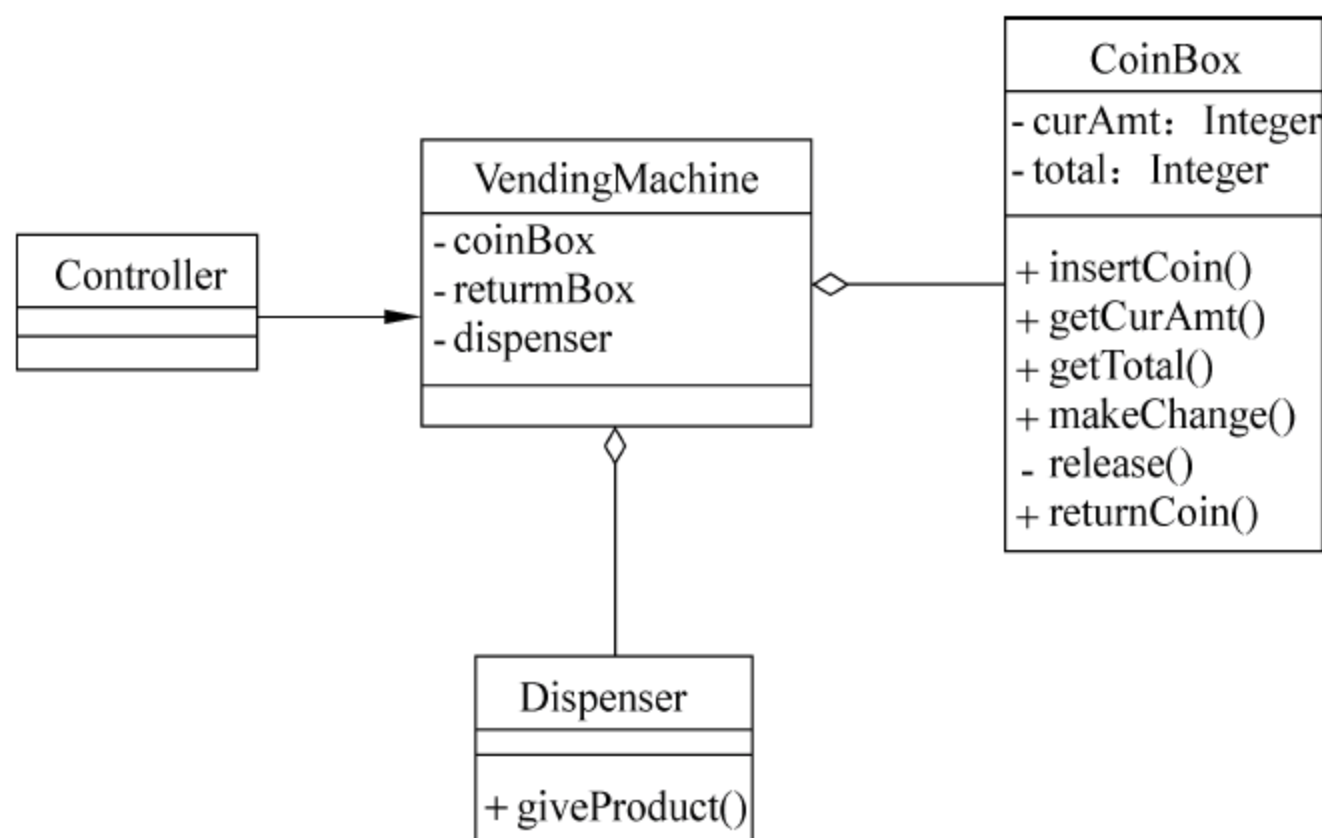 Controller
VendingMachine
- coinBox
- returmBox
- dispenser
CoinBox
- curAmt：Integer
- total：Integer
+ insertCoin()
+ getCurAmt()
+ getTotal()
+ makeChange()
- release()
+ returnCoin()
Dispenser
+ giveProduct()